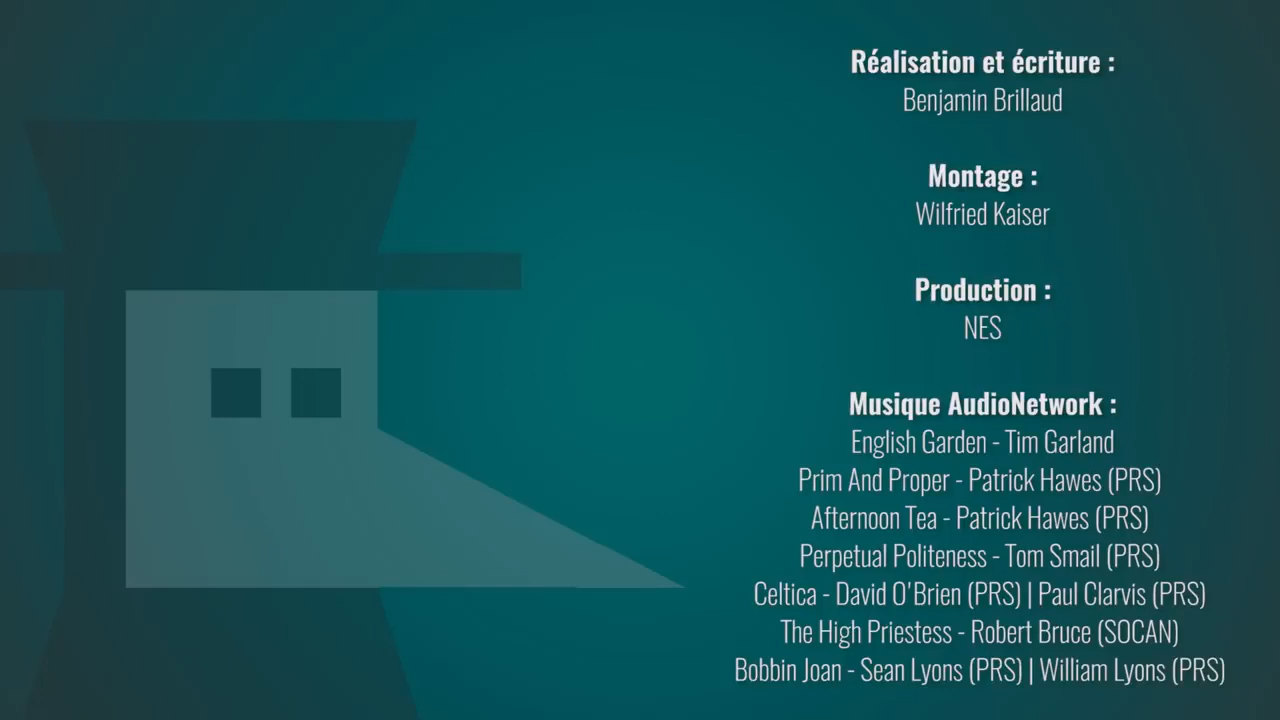 Réalisation et écriture :
Benjamin Brillaud
Montage :
Wilfried Kaiser
Production :
NES
Musique AudioNetwork :
English Garden - Tim Garland
Prim And Proper - Patrick Hawes (PRS)
Afternoon Tea - Patrick Hawes (PRS)
Perpetual Politeness - Tom Smail (PRS)
Celtica - David O'Brien (PRS) | Paul Clarvis (PRS)
The High Priestess - Robert Bruce (SOCAN)
Bobbin Joan - Sean Lyons (PRS) | William Lyons (PRS)